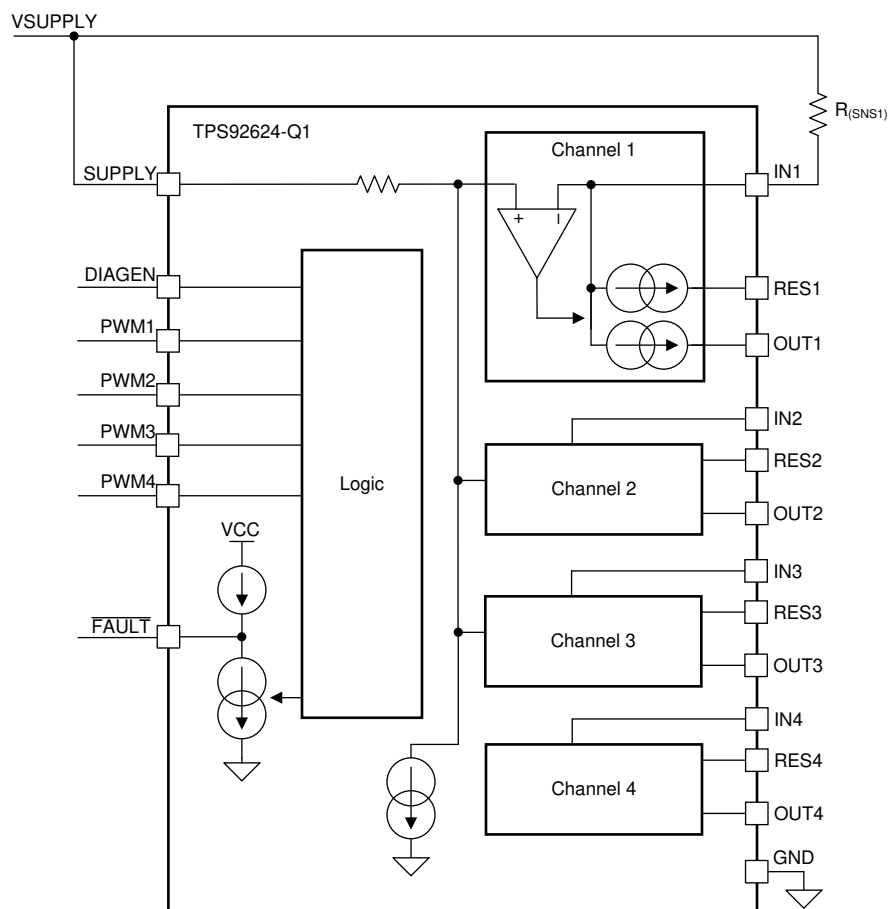 VSUPPLY
R(SNS1)
TPS92624-Q1
Channel 1
SUPPLY
IN1
+
−
DIAGEN
RES1
PWM1
OUT1
PWM2
IN2
PWM3
RES2
PWM4
Logic
Channel 2
OUT2
VCC
IN3
RES3
FAULT
Channel 3
OUT3
IN4
RES4
Channel 4
OUT4
GND